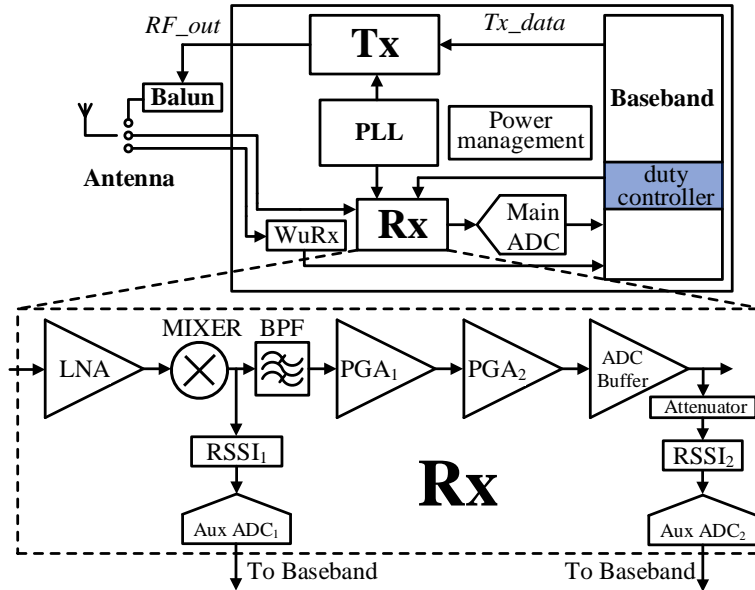 RF_out
Tx
Tx_data
Balun
Baseband
PLL
Power
management
Antenna
duty
controller
Rx
Main
ADC
WuRx
MIXER
BPF
LNA
PGA1
PGA2
ADC
Buffer
Attenuator
RSSI1
RSSI2
Rx
Aux ADC1
Aux ADC2
To Baseband
To Baseband